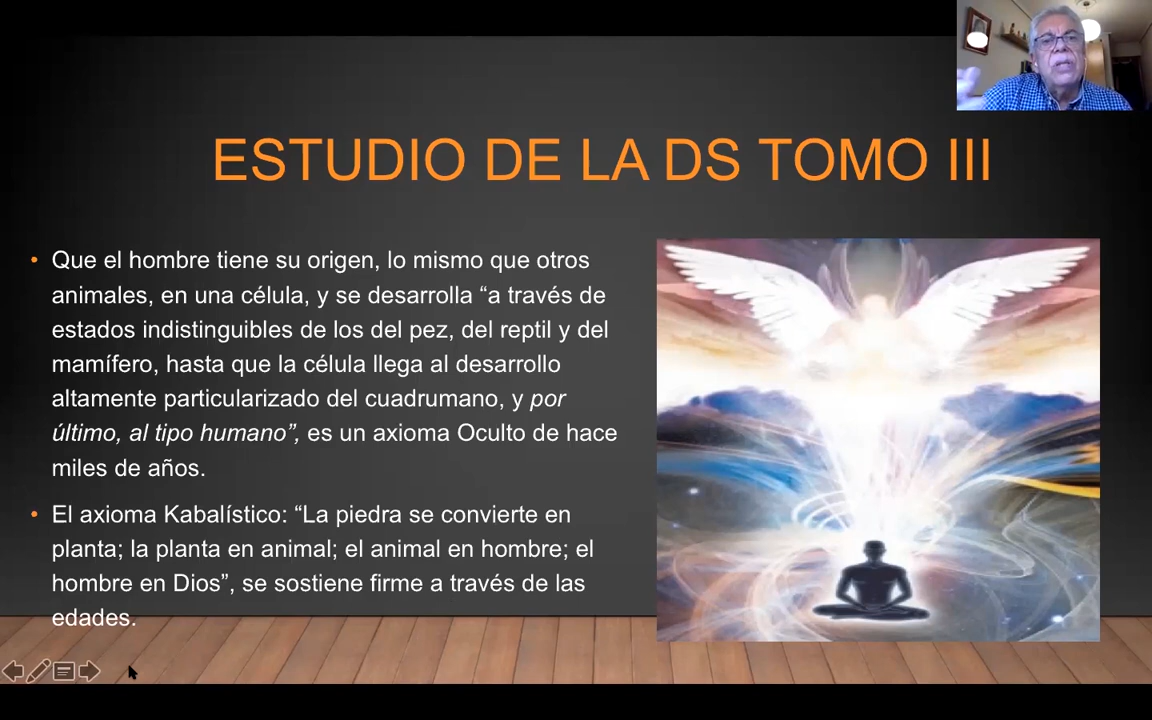 ESTUDIO DE LA DS TOMO III
• Que el hombre tiene su origen, lo mismo que otros
animales, en una célula, y se desarrolla “a través de
estados indistinguibles de los del pez, del reptil y del
mamífero, hasta que la célula llega al desarrollo
altamente particularizado del cuadrumano, y por
último, al tipo humano”, es un axioma Oculto de hace
miles de años.
• El axioma Kabalístico: “La piedra se convierte en
planta; la planta en animal; el animal en hombre; el
hombre en Dios”, se sostiene firme a través de las
edades.